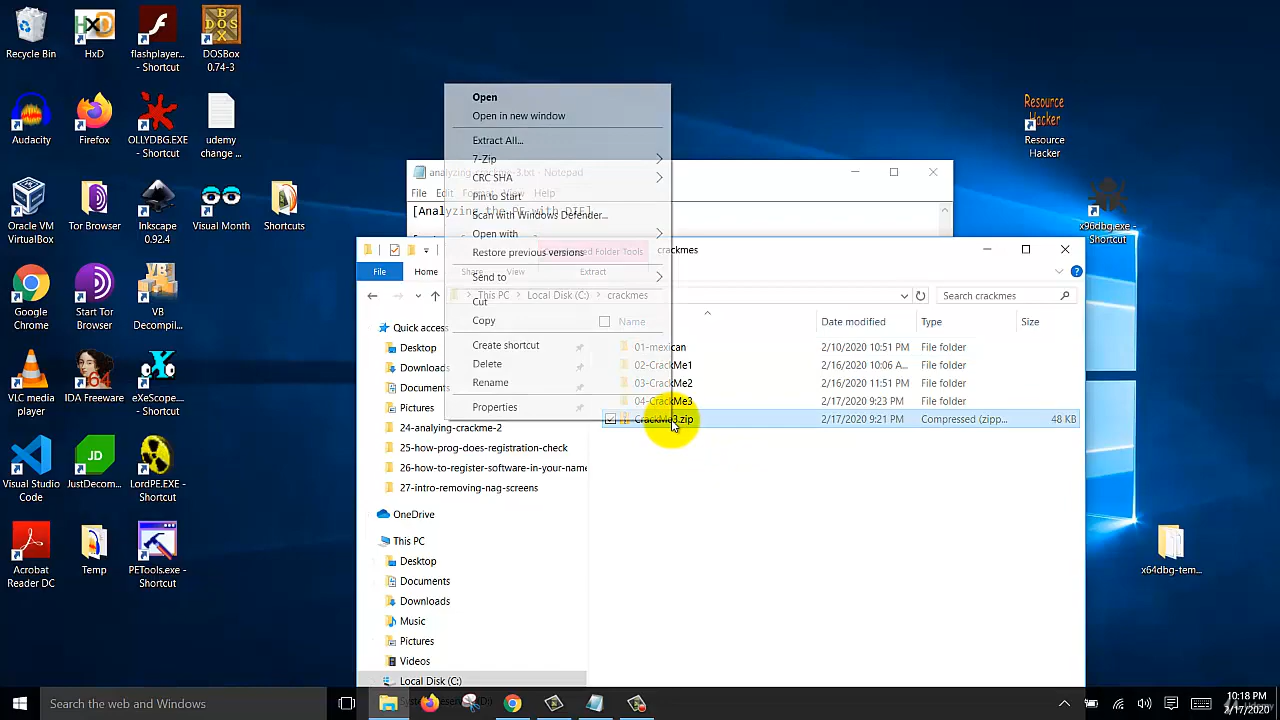 Recycle Bin
HxD
flashplayer...
- Shortcut
DOSBox
0.74-3
Audacity
Firefox
OLLYDBG.EXE
- Shortcut
udemy
change ...
Oracle VM
VirtualBox
Tor Browser
Inkscape
0.92.4
Visual Month
Shortcuts
Google
Chrome
Start Tor
Browser
VB
Decompil...
VLC media
player
IDA Freeware
eXeScope...
- Shortcut
Visual Studio
Code
JustDecom...
LordPE.EXE -
Shortcut
Acrobat
Reader DC
Temp
PETools.exe -
Shortcut
Resource
Hacker
x96dbg.exe -
Shortcut
x64dbg-tem...
Open
Open in new window
Extract All...
7-Zip
CRC SHA
Pin to Start
Scan with Windows Defender...
Open with
Restore previous versions
Send to
Cut
Copy
Create shortcut
Delete
Rename
Properties
-3.txt - Notepad
File Edit Format View Help
[Analyzing the PE with DIE]
Folder Tools
crackmes
File Home Share View Extract
This PC Local Disk (C:) crackmes
Search crackmes
Name Date modified Type Size
01-mexican 2/10/2020 10:51 PM File folder
02-CrackMe1 2/16/2020 10:06 A... File folder
03-CrackMe2 2/16/2020 11:51 PM File folder
04-CrackMe3 2/17/2020 9:23 PM File folder
CrackMe3.zip 2/17/2020 9:21 PM Compressed (zipp... 48 KB
Quick access
Desktop
Downloads
Documents
Pictures
24-analying-crackme-2
25-how-prog-does-registration-check
26-how-to-register-software-in-your-name
27-intro-removing-nag-screens
OneDrive
This PC
Desktop
Documents
Downloads
Music
Pictures
Videos
Local Disk (C:)
Search the web and Windows
10:18 PM
2/17/2020